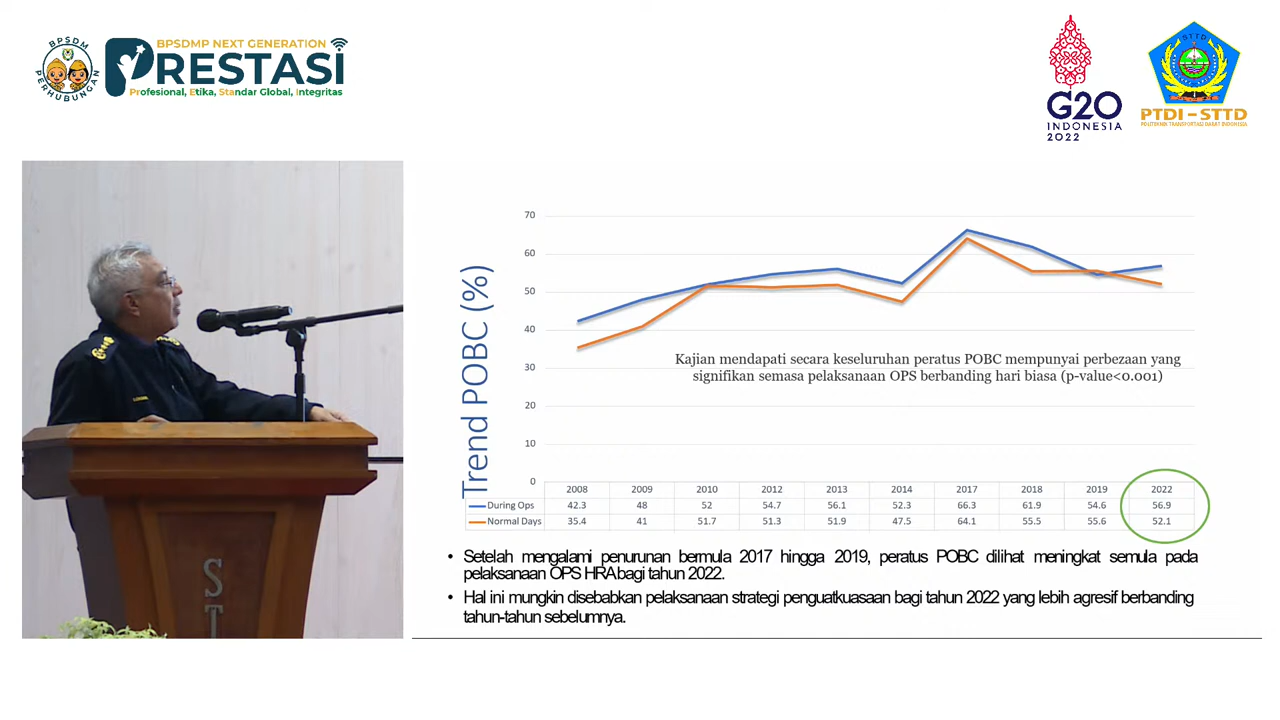 BPSDM
PERHUBUNGAN
BPSDMP NEXT GENERATION
PRESTASI
Profesional, Etika, Standar Global, Integritas
G20
INDONESIA
2022
STTD
PTDI - STTD
POLITEKNIK TRANSPORTASI DARAT INDONESIA
Trend POBC (%)
70
60
50
40
30
20
10
0
Kajian mendapati secara keseluruhan peratus POBC mempunyai perbezaan yang
signifikan semasa pelaksanaan OPS berbanding hari biasa (p-value<0.001)
2008 2009 2010 2012 2013 2014 2017 2018 2019 2022
During Ops 42.3 48 52 54.7 56.1 52.3 66.3 61.9 54.6 56.9
Normal Days 35.4 41 51.7 51.3 51.9 47.5 64.1 55.5 55.6 52.1
• Setelah mengalami penurunan bermula 2017 hingga 2019, peratus POBC dilihat meningkat semula pada
pelaksanaan OPS HRA bagi tahun 2022.
• Hal ini mungkin disebabkan pelaksanaan strategi penguatkuasaan bagi tahun 2022 yang lebih agresif berbanding
tahun-tahun sebelumnya.
S
T